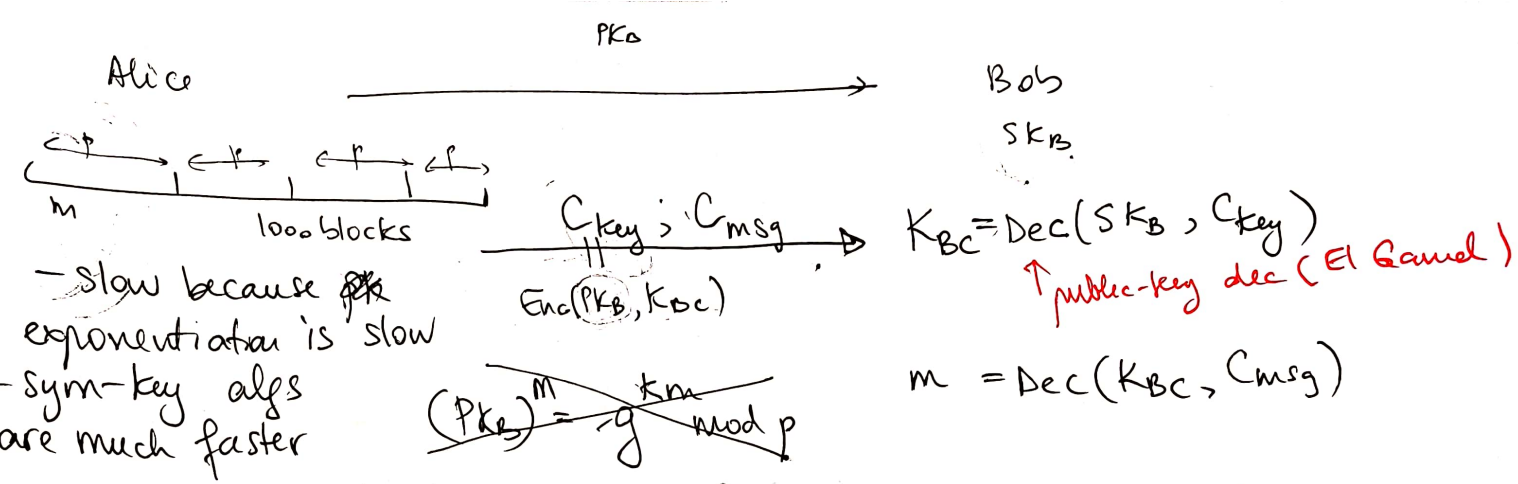 PKB
Alice
Bob
SKB
p p p p
m
1000 blocks
Ckey ; Cmsg
KBC = Dec(SKB, Ckey)
||
public-key dec (El Gamel)
Enc(PKB, KBC)
- Slow because
exponentiation is slow
- sym-key algs
are much faster
(PKB)^m = g^km mod p
m = Dec(KBC, Cmsg)